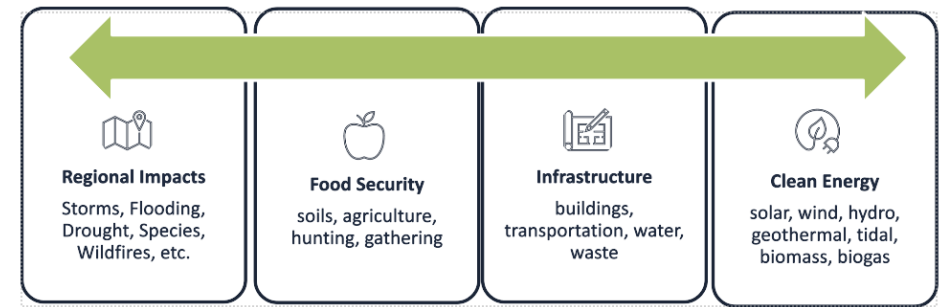 Regional Impacts
Storms, Flooding,
Drought, Species,
Wildfires, etc.
Food Security
soils, agriculture,
hunting, gathering
Infrastructure
buildings,
transportation, water,
waste
Clean Energy
solar, wind, hydro,
geothermal, tidal,
biomass, biogas